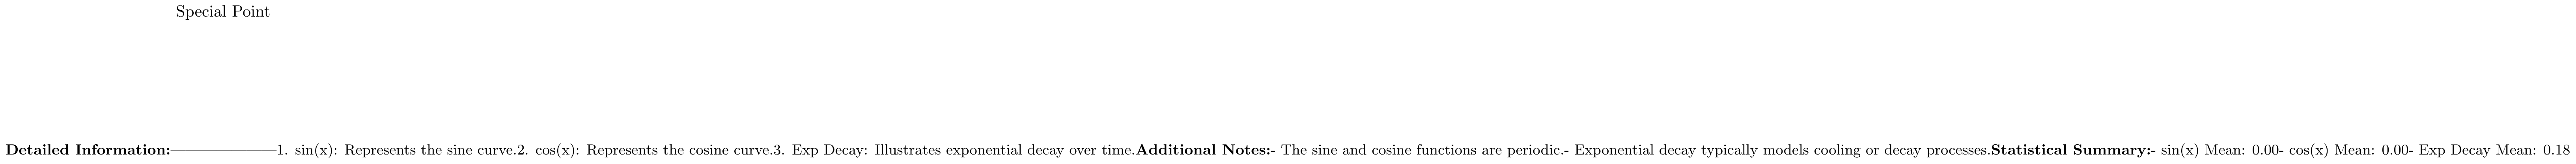 Special Point
Detailed Information:——————–1. sin(x): Represents the sine curve.2. cos(x): Represents the cosine curve.3. Exp Decay: Illustrates exponential decay over time.Additional Notes:- The sine and cosine functions are periodic.- Exponential decay typically models cooling or decay processes.Statistical Summary:- sin(x) Mean: 0.00- cos(x) Mean: 0.00- Exp Decay Mean: 0.18